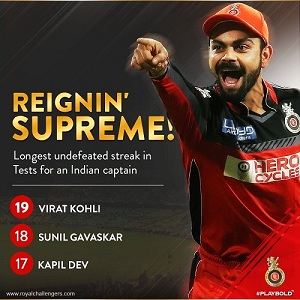 REIGNIN'
SUPREME!
Longest undefeated streak in
Tests for an Indian captain
19 VIRAT KOHLI
18 SUNIL GAVASKAR
17 KAPIL DEV
HERO
CYCLES
www.royalchallengers.com
#PLAYBOLD